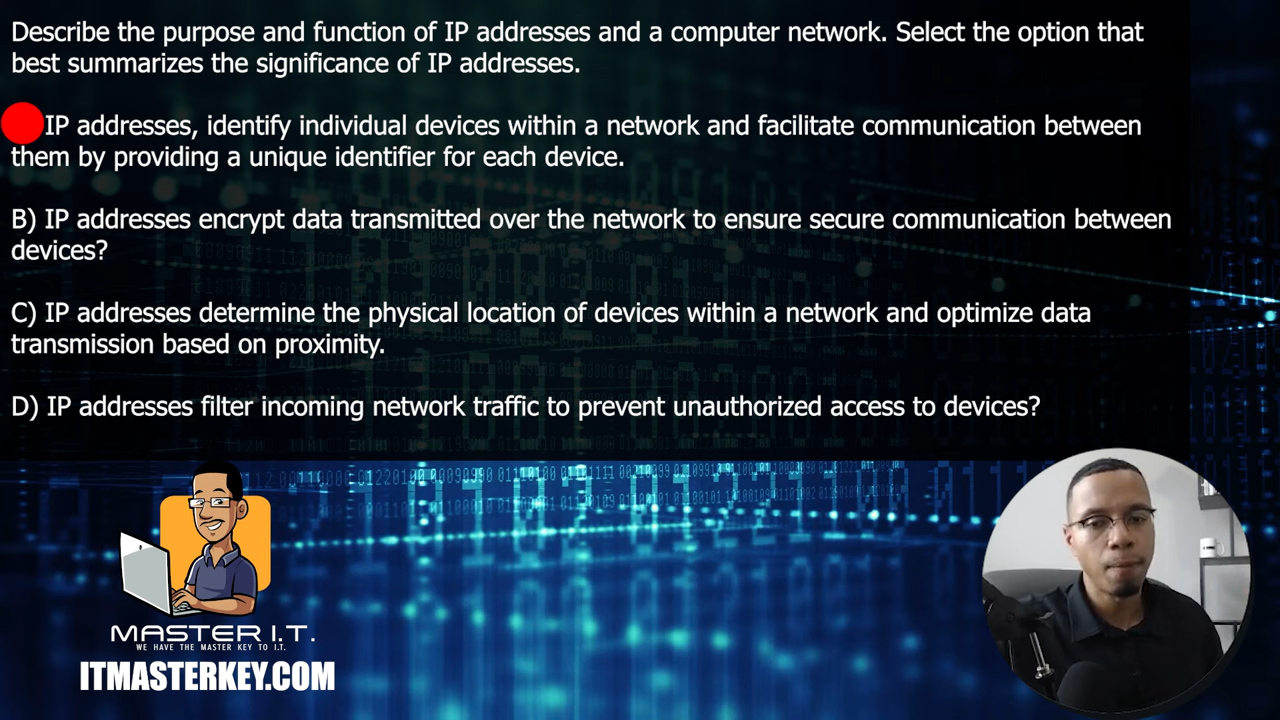 Describe the purpose and function of IP addresses and a computer network. Select the option that
best summarizes the significance of IP addresses.
IP addresses, identify individual devices within a network and facilitate communication between
them by providing a unique identifier for each device.
B) IP addresses encrypt data transmitted over the network to ensure secure communication between
devices?
C) IP addresses determine the physical location of devices within a network and optimize data
transmission based on proximity.
D) IP addresses filter incoming network traffic to prevent unauthorized access to devices?
MASTER I.T.
WE HAVE THE MASTER KEY TO I.T.
ITMASTERKEY.COM